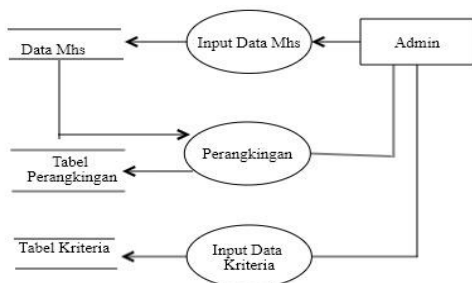 Data Mhs
Input Data Mhs
Admin
Perangkingan
Tabel
Perangkingan
Tabel Kriteria
Input Data
Kriteria